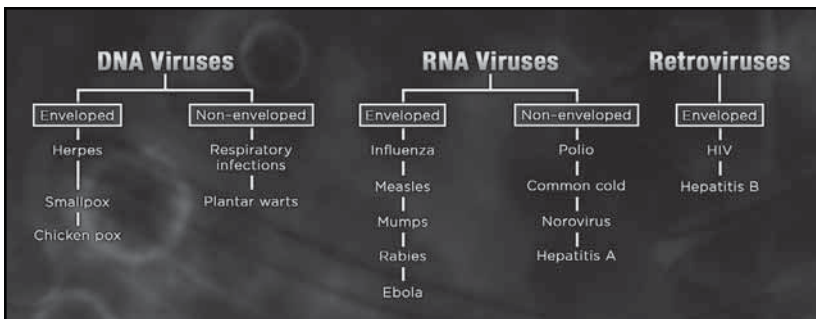 DNA Viruses
Enveloped
Herpes
Smallpox
Chicken pox
Non-enveloped
Respiratory
infections
Plantar warts
RNA Viruses
Enveloped
Influenza
Measles
Mumps
Rabies
Ebola
Non-enveloped
Polio
Common cold
Norovirus
Hepatitis A
Retroviruses
Enveloped
HIV
Hepatitis B